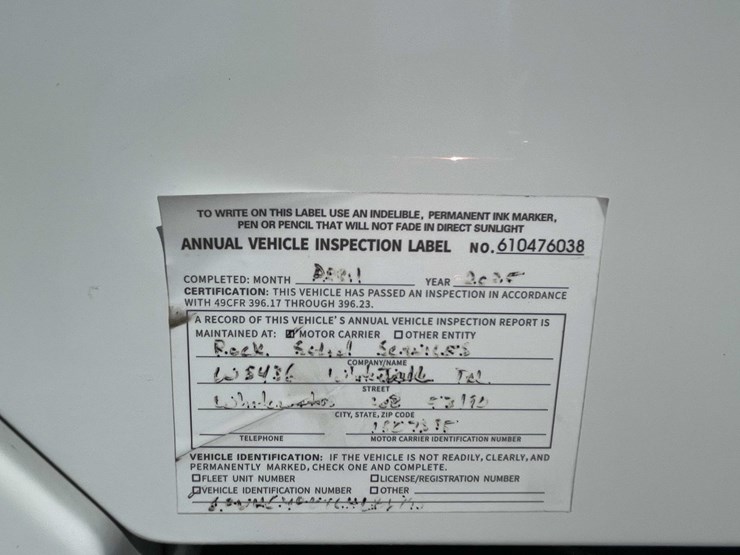 TO WRITE ON THIS LABEL USE AN INDELIBLE, PERMANENT INK MARKER,
PEN OR PENCIL THAT WILL NOT FADE IN DIRECT SUNLIGHT
ANNUAL VEHICLE INSPECTION LABEL NO.610476038
COMPLETED: MONTH April YEAR
CERTIFICATION: THIS VEHICLE HAS PASSED AN INSPECTION IN ACCORDANCE
WITH 49CFR 396.17 THROUGH 396.23.
A RECORD OF THIS VEHICLE'S ANNUAL VEHICLE INSPECTION REPORT IS
MAINTAINED AT: ☑ MOTOR CARRIER ☐ OTHER ENTITY
Rock
COMPANY/NAME
W5436
STREET
53190
CITY, STATE, ZIP CODE
TELEPHONE MOTOR CARRIER IDENTIFICATION NUMBER
VEHICLE IDENTIFICATION: IF THE VEHICLE IS NOT READILY, CLEARLY, AND
PERMANENTLY MARKED, CHECK ONE AND COMPLETE.
☐ FLEET UNIT NUMBER ☐ LICENSE/REGISTRATION NUMBER
☐ VEHICLE IDENTIFICATION NUMBER ☐ OTHER